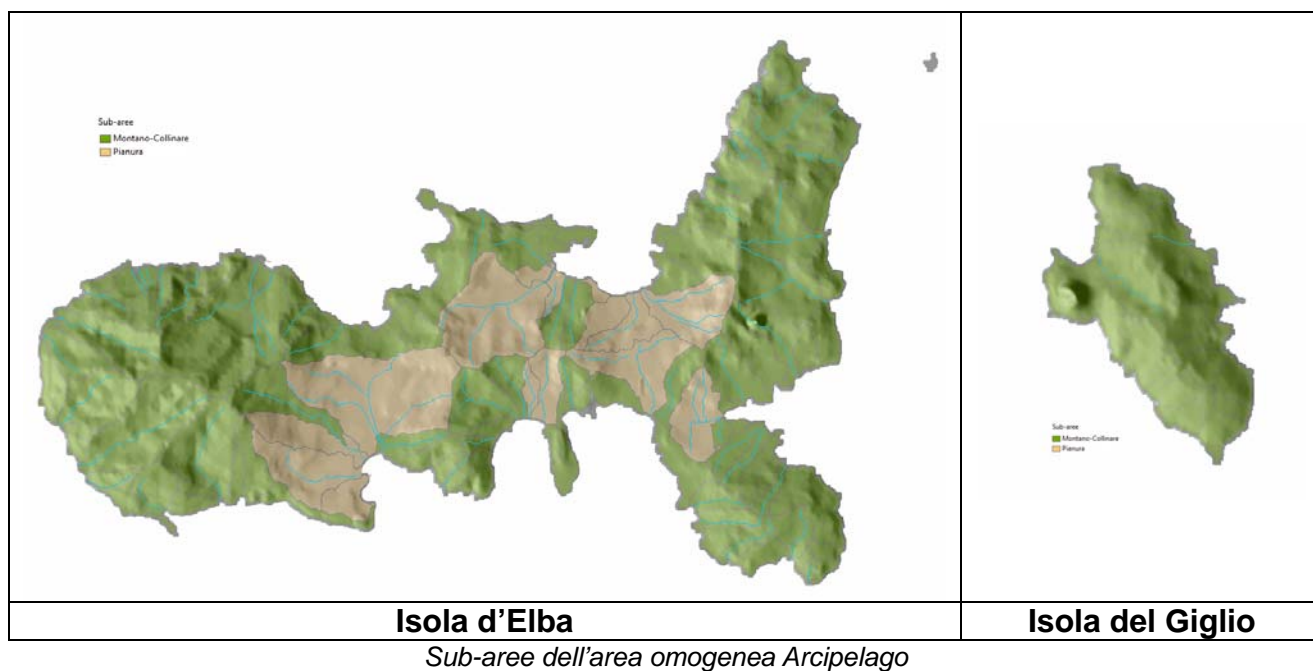 Sub-aree
Montano-Collinare
Pianura
Sub-aree
Montano-Collinare
Pianura
Isola d'Elba
Isola del Giglio
Sub-aree dell'area omogenea Arcipelago